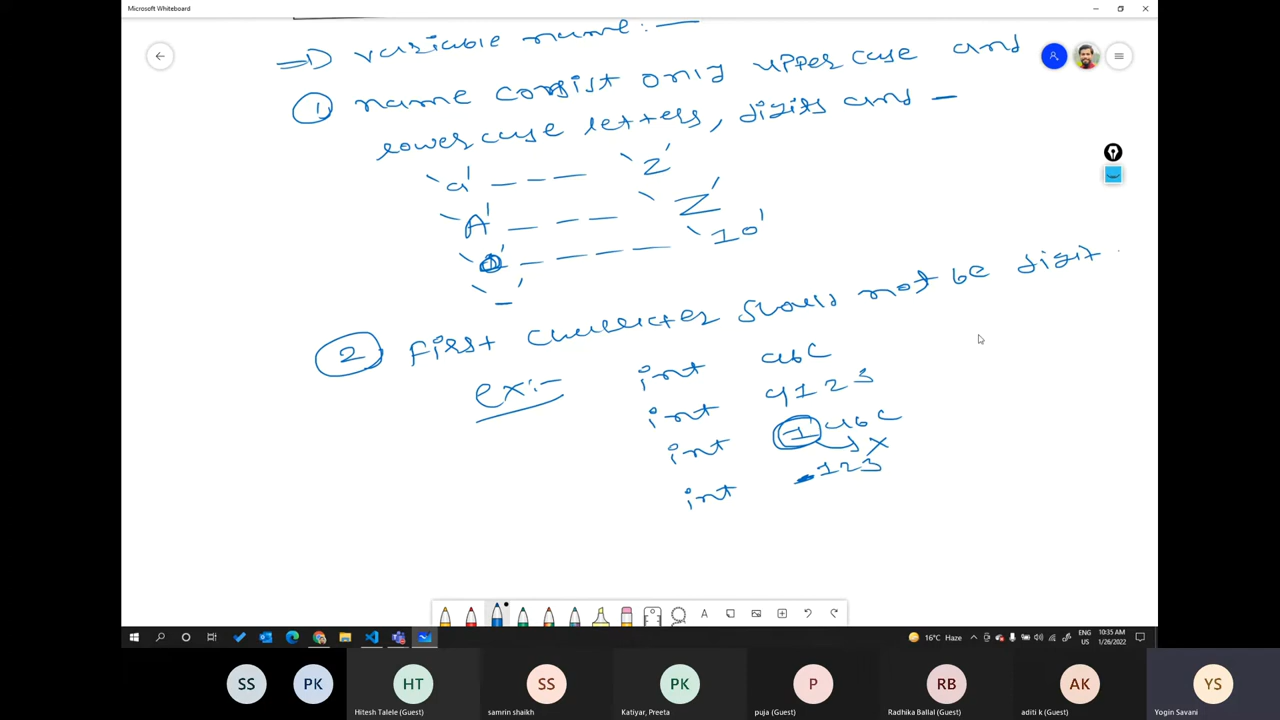 Microsoft Whiteboard
=> variable name:-
① name consist only upper case and
lower case letters, digits and _
'a' - - - - 'z'
'A' - - - - 'Z'
'0' - - - - - - '10'
'_'
② First character should not be digit.
ex:- int abc
int a123
int 1abc
x
int _123
16°C Haze
ENG
US
10:35 AM
1/26/2022
SS PK HT SS PK P RB AK YS
Hitesh Talele (Guest) samrin shaikh Katiyar, Preeta puja (Guest) Radhika Ballal (Guest) aditi k (Guest) Yogin Savani